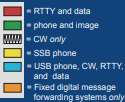 = RTTY and data
= phone and image
= CW only
= SSB phone
= USB phone, CW, RTTY,
and data
= Fixed digital message
forwarding systems only